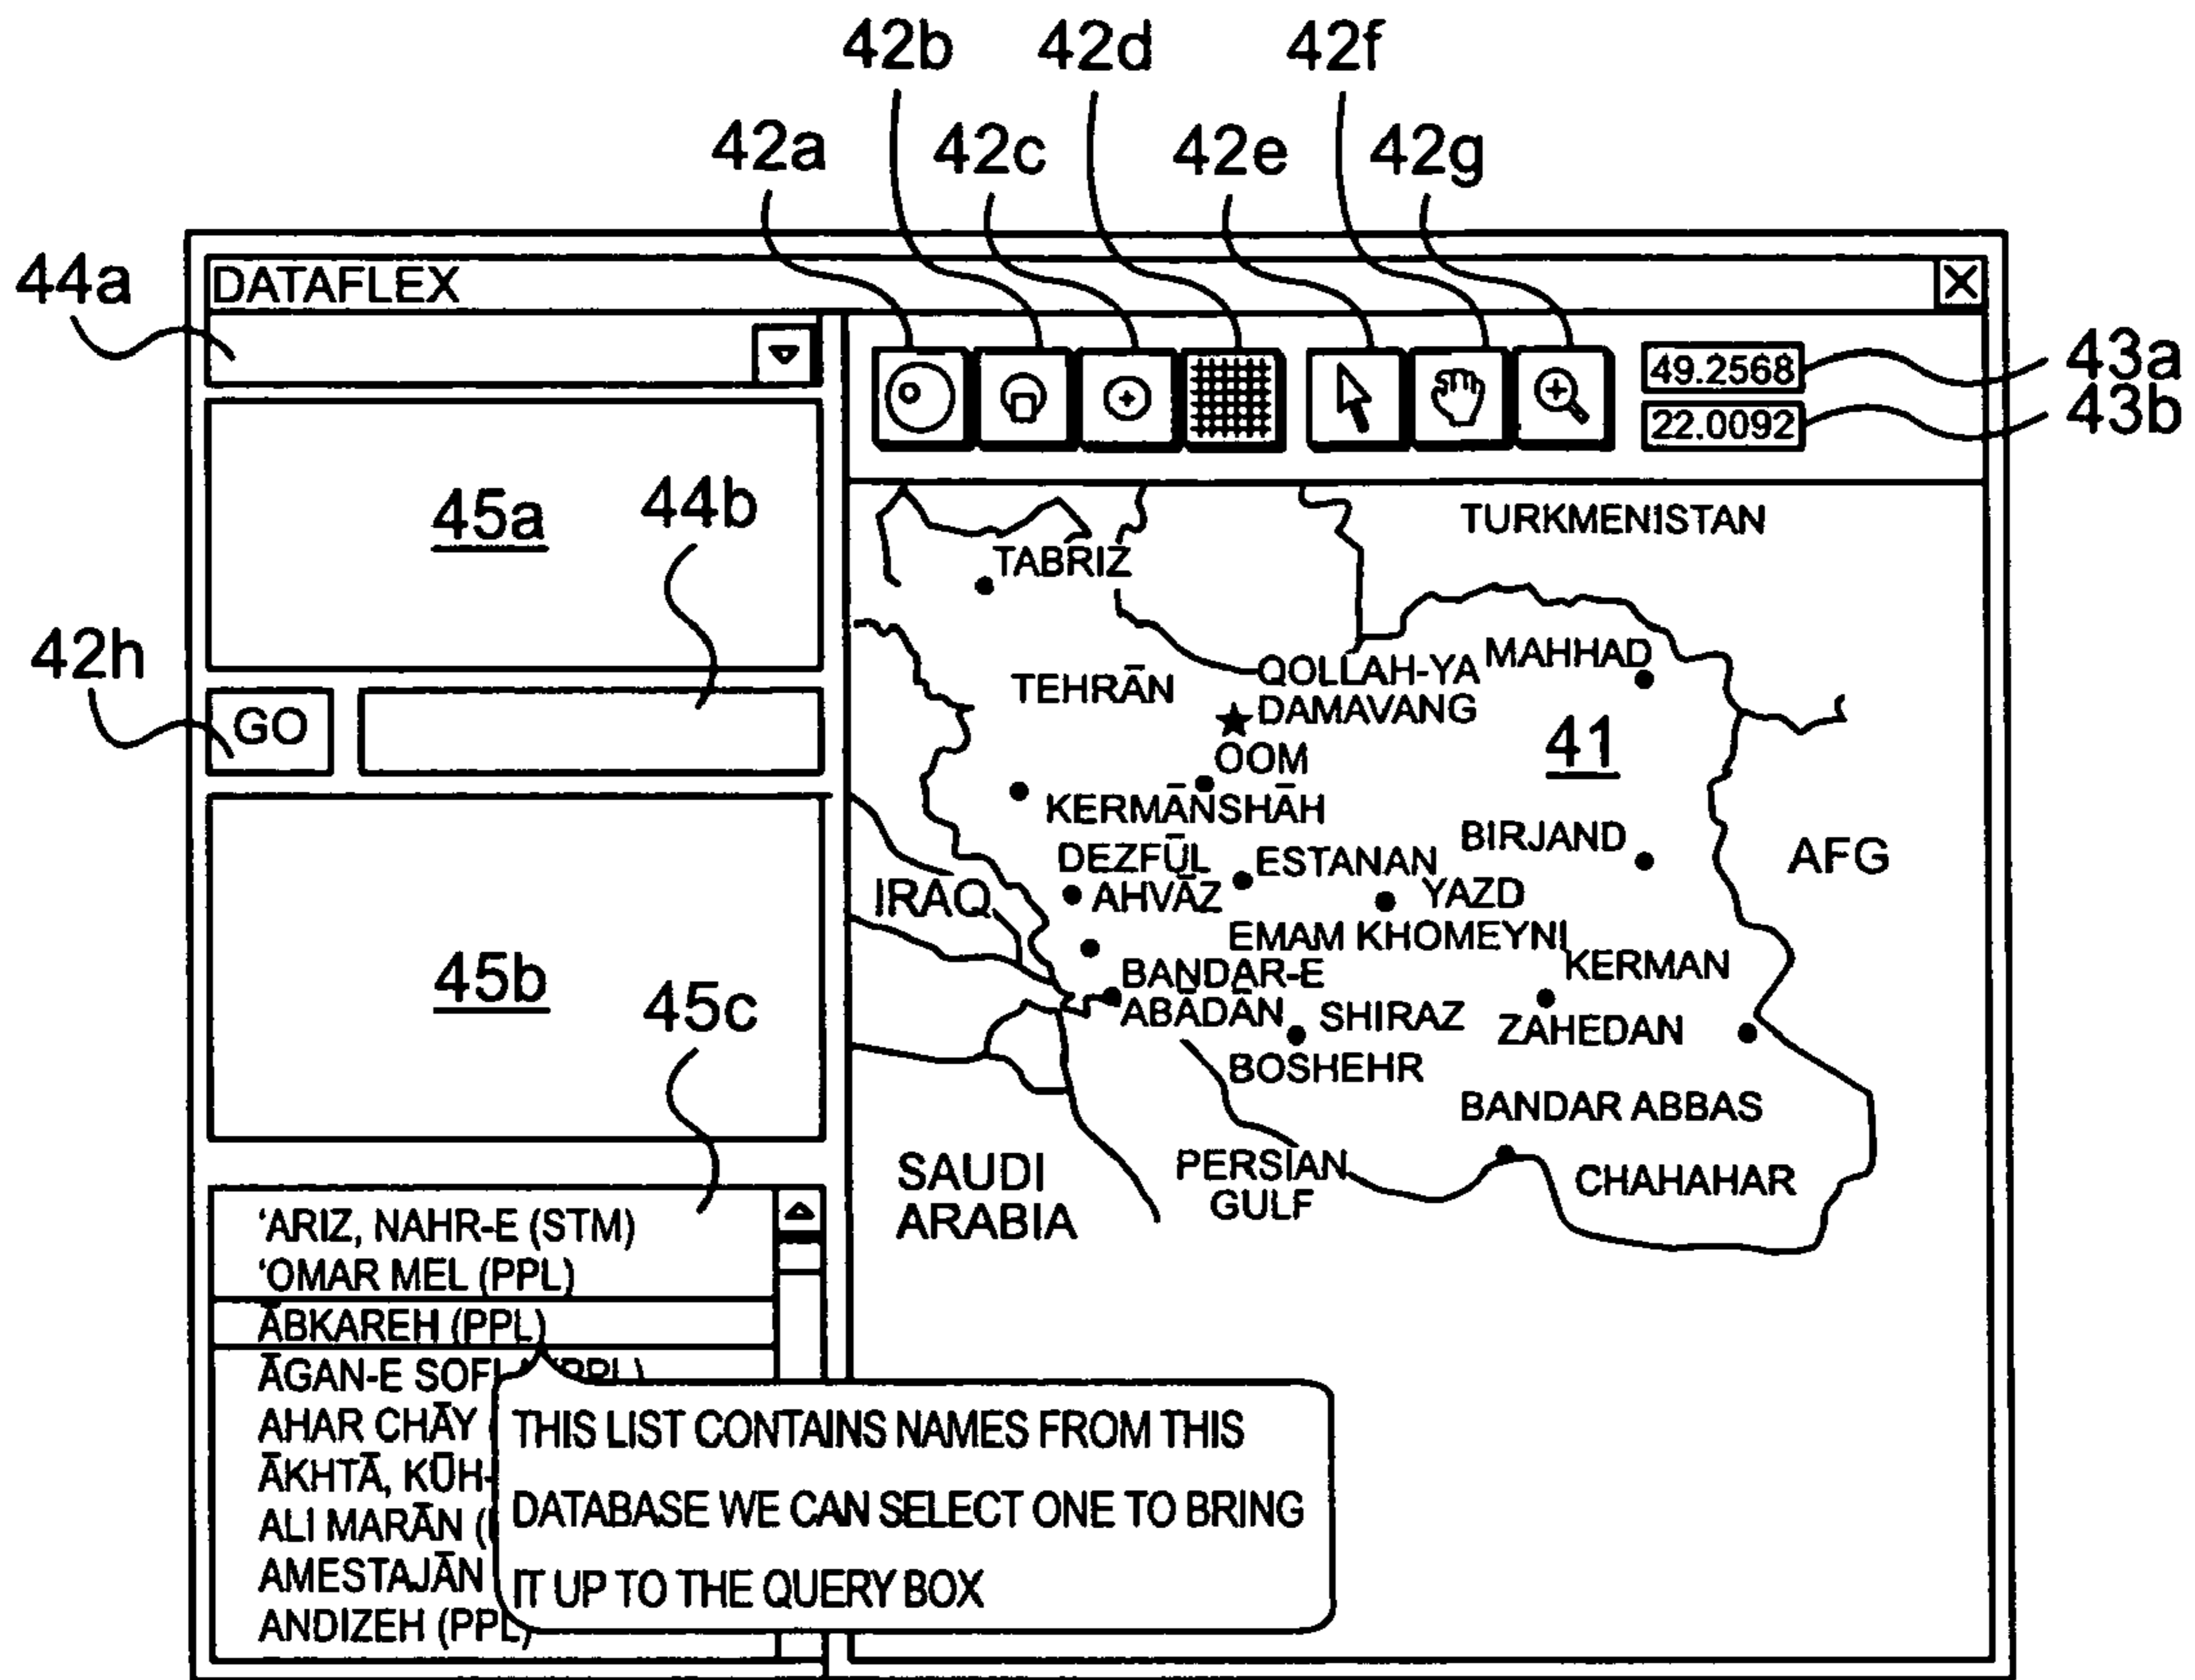 42b 42d 42f
42a 42c 42e 42g
44a
DATAFLEX
43a
43b
49.2568
22.0092
45a
44b
42h
GO
45b
45c
'ARIZ, NAHR-E (STM)
'OMAR MEL (PPL)
ĀBKAREH (PPL)
ĀGAN-E SOFL (PPL)
AHAR CHĀY (
ĀKHTĀ, KŪH-
ALI MARĀN (
AMESTAJĀN
ANDIZEH (PPL)
THIS LIST CONTAINS NAMES FROM THIS
DATABASE WE CAN SELECT ONE TO BRING
IT UP TO THE QUERY BOX
TURKMENISTAN
TABRIZ
MAHHAD
QOLLAH-YA
TEHRĀN
DAMAVANG
41
OOM
KERMĀNSHĀH
BIRJAND
DEZFŪL
ESTANAN
AFG
IRAQ
AHVĀZ
YAZD
EMAM KHOMEYNI
KERMAN
BANDAR-E
ABĀDĀN
SHIRAZ
ZAHEDAN
BOSHEHR
BANDAR ABBAS
SAUDI
ARABIA
PERSIAN
GULF
CHAHAHAR